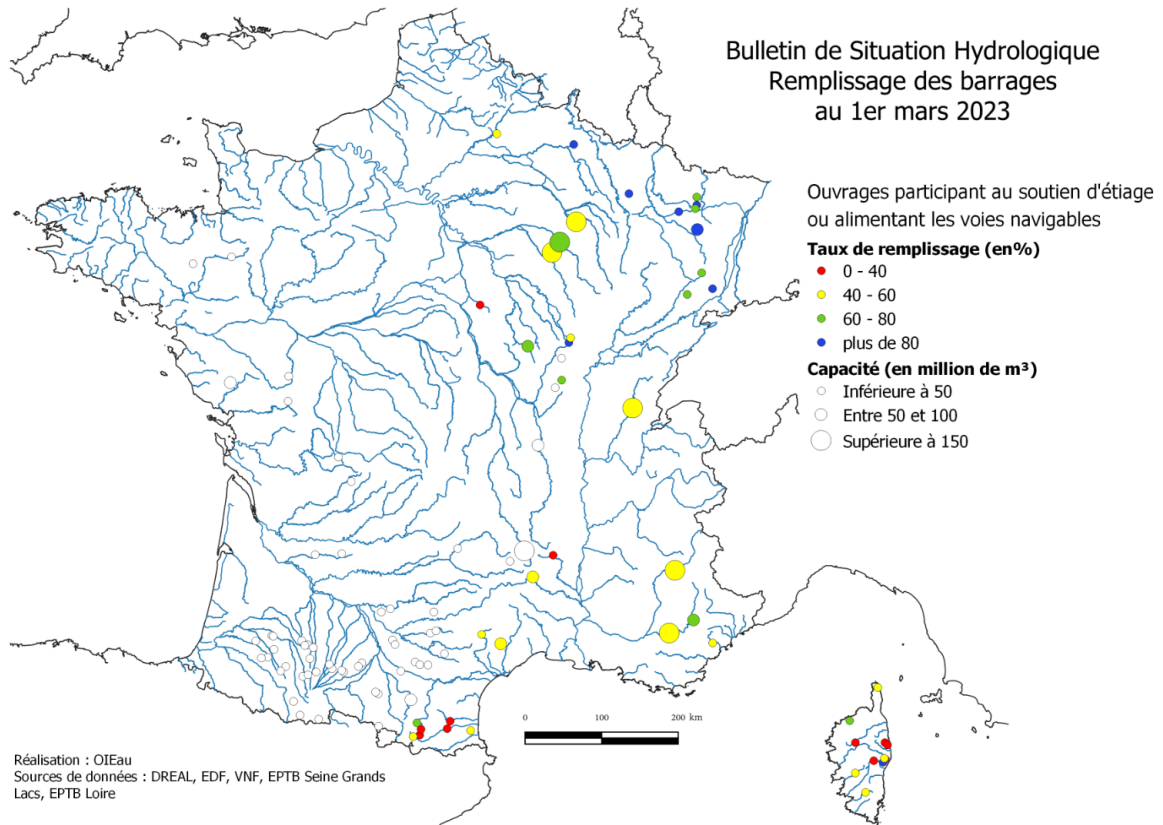 Bulletin de Situation Hydrologique
Remplissage des barrages
au 1er mars 2023
Ouvrages participant au soutien d'étiage
ou alimentant les voies navigables
Taux de remplissage (en%)
0 - 40
40 - 60
60 - 80
plus de 80
Capacité (en million de m³)
Inférieure à 50
Entre 50 et 100
Supérieure à 150
0 100 200 km
Réalisation : OIEau
Sources de données : DREAL, EDF, VNF, EPTB Seine Grands
Lacs, EPTB Loire